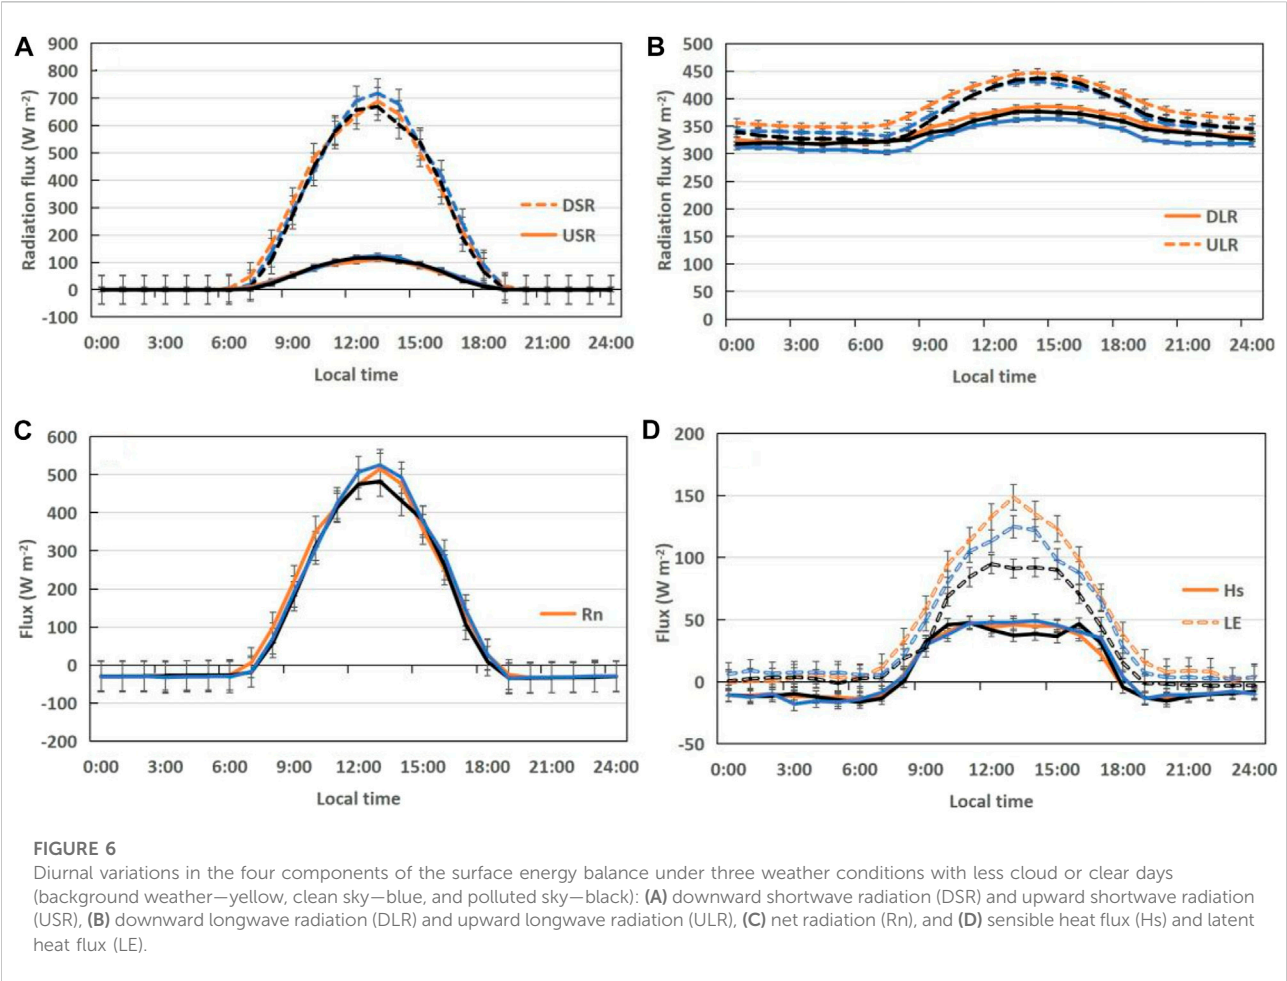 A
900
800
700
600
500
400
300
200
100
0
-100
Radiation flux (W m-2)
DSR
USR
0:00 3:00 6:00 9:00 12:00 15:00 18:00 21:00 24:00
Local time
B
500
450
400
350
300
250
200
150
100
50
0
Radiation flux (W m-2)
DLR
ULR
0:00 3:00 6:00 9:00 12:00 15:00 18:00 21:00 24:00
Local time
C
600
500
400
300
200
100
0
-100
-200
Flux (W m-2)
Rn
0:00 3:00 6:00 9:00 12:00 15:00 18:00 21:00 24:00
Local time
D
200
150
100
50
0
-50
Flux (W m-2)
Hs
LE
0:00 3:00 6:00 9:00 12:00 15:00 18:00 21:00 24:00
Local time
FIGURE 6
Diurnal variations in the four components of the surface energy balance under three weather conditions with less cloud or clear days
(background weather—yellow, clean sky—blue, and polluted sky—black): (A) downward shortwave radiation (DSR) and upward shortwave radiation
(USR), (B) downward longwave radiation (DLR) and upward longwave radiation (ULR), (C) net radiation (Rn), and (D) sensible heat flux (Hs) and latent
heat flux (LE).